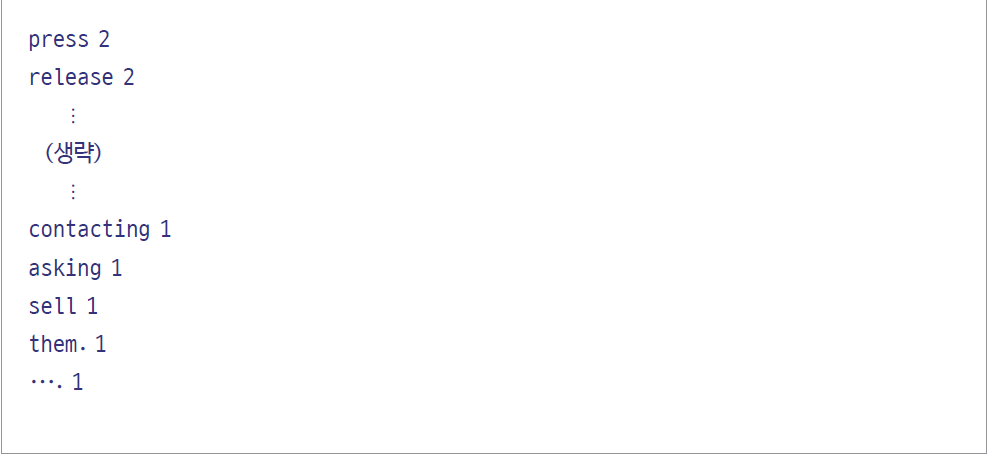 press 2
release 2
⋮
(생략)
⋮
contacting 1
asking 1
sell 1
them. 1
…. 1